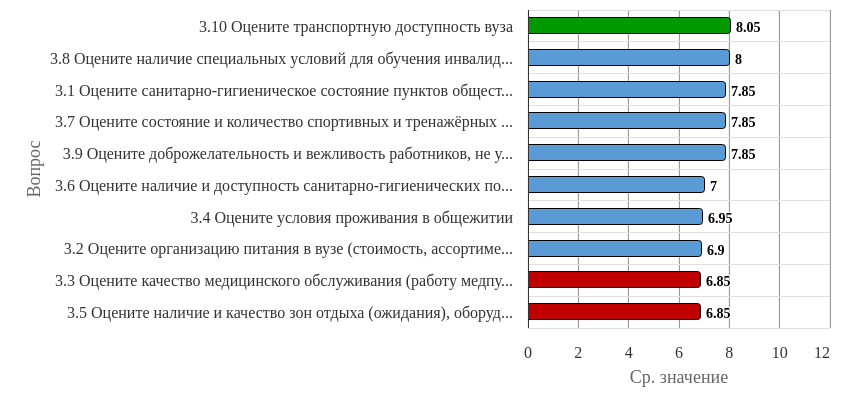 3.10 Оцените транспортную доступность вуза 8.05
3.8 Оцените наличие специальных условий для обучения инвалид... 8
3.1 Оцените санитарно-гигиеническое состояние пунктов общест... 7.85
3.7 Оцените состояние и количество спортивных и тренажёрных ... 7.85
3.9 Оцените доброжелательность и вежливость работников, не у... 7.85
3.6 Оцените наличие и доступность санитарно-гигиенических по... 7
3.4 Оцените условия проживания в общежитии 6.95
3.2 Оцените организацию питания в вузе (стоимость, ассортиме... 6.9
3.3 Оцените качество медицинского обслуживания (работу медпу... 6.85
3.5 Оцените наличие и качество зон отдыха (ожидания), оборуд... 6.85
Вопрос
0 2 4 6 8 10 12
Ср. значение